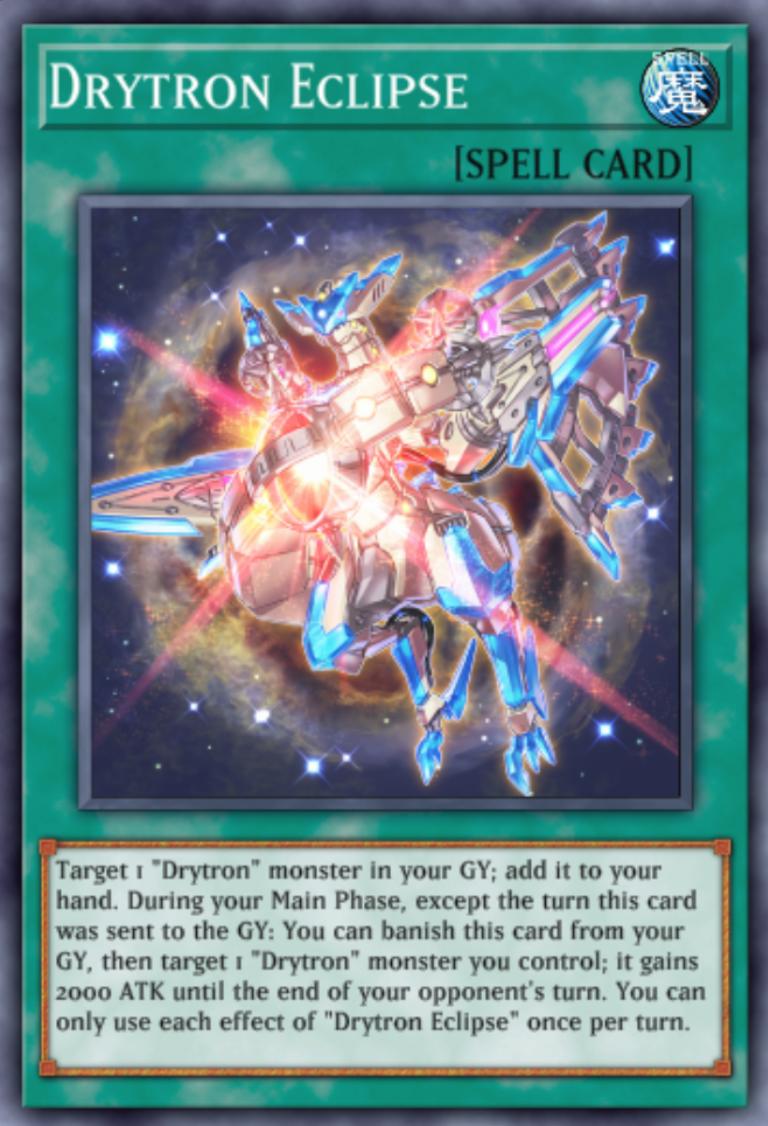 DRYTRON ECLIPSE
SPELL
魔
[SPELL CARD]
Target 1 "Drytron" monster in your GY; add it to your
hand. During your Main Phase, except the turn this card
was sent to the GY: You can banish this card from your
GY, then target 1 "Drytron" monster you control; it gains
2000 ATK until the end of your opponent's turn. You can
only use each effect of "Drytron Eclipse" once per turn.